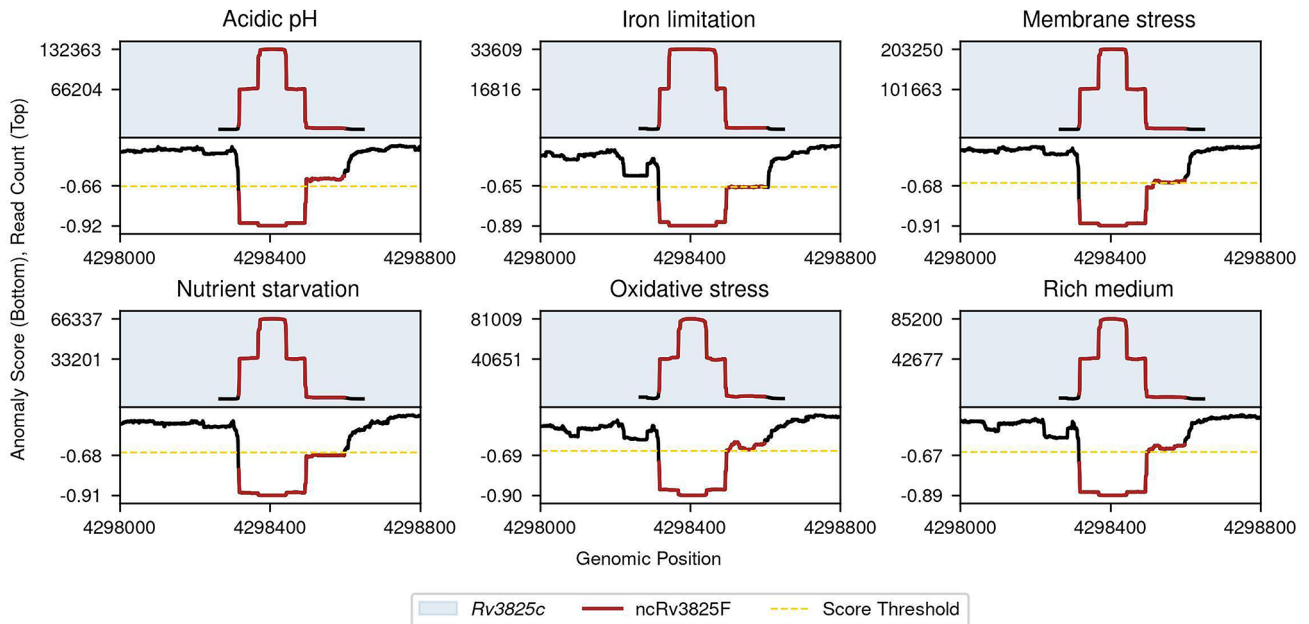 Acidic pH
Iron limitation
Membrane stress
132363
66204
-0.66
-0.92
33609
16816
-0.65
-0.89
203250
101663
-0.68
-0.91
4298000 4298400 4298800
4298000 4298400 4298800
4298000 4298400 4298800
Nutrient starvation
Oxidative stress
Rich medium
66337
33201
-0.68
-0.91
81009
40651
-0.69
-0.90
85200
42677
-0.67
-0.89
4298000 4298400 4298800
4298000 4298400 4298800
4298000 4298400 4298800
Anomaly Score (Bottom), Read Count (Top)
Genomic Position
Rv3825c ncRv3825F Score Threshold